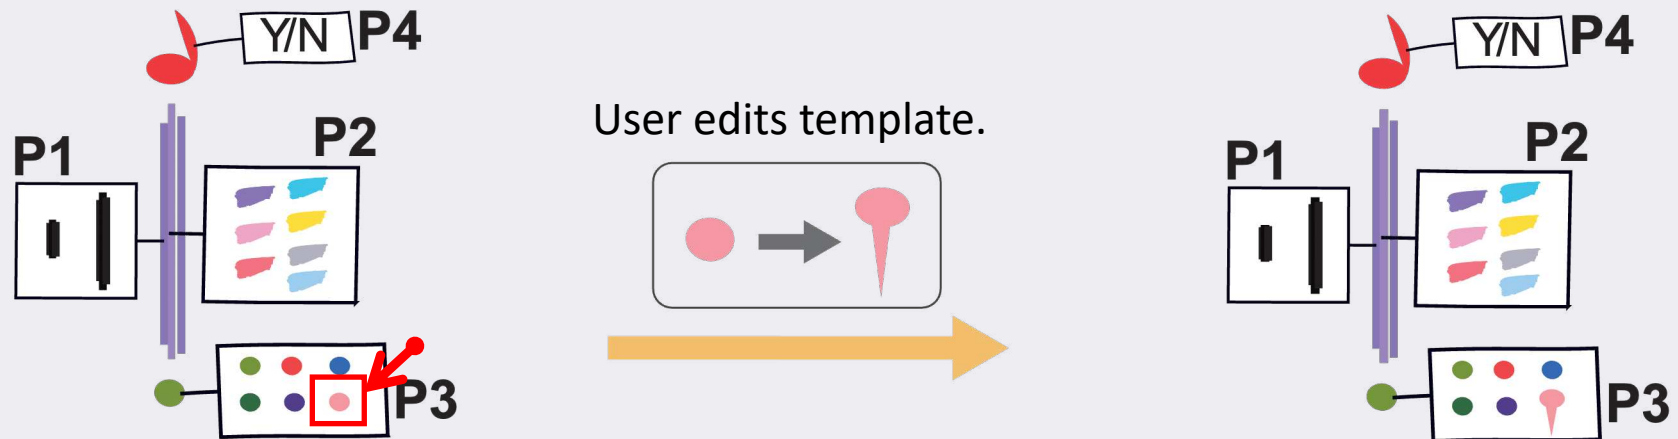 Y/N P4
P1
P2
P3
User edits template.
Y/N P4
P1
P2
P3